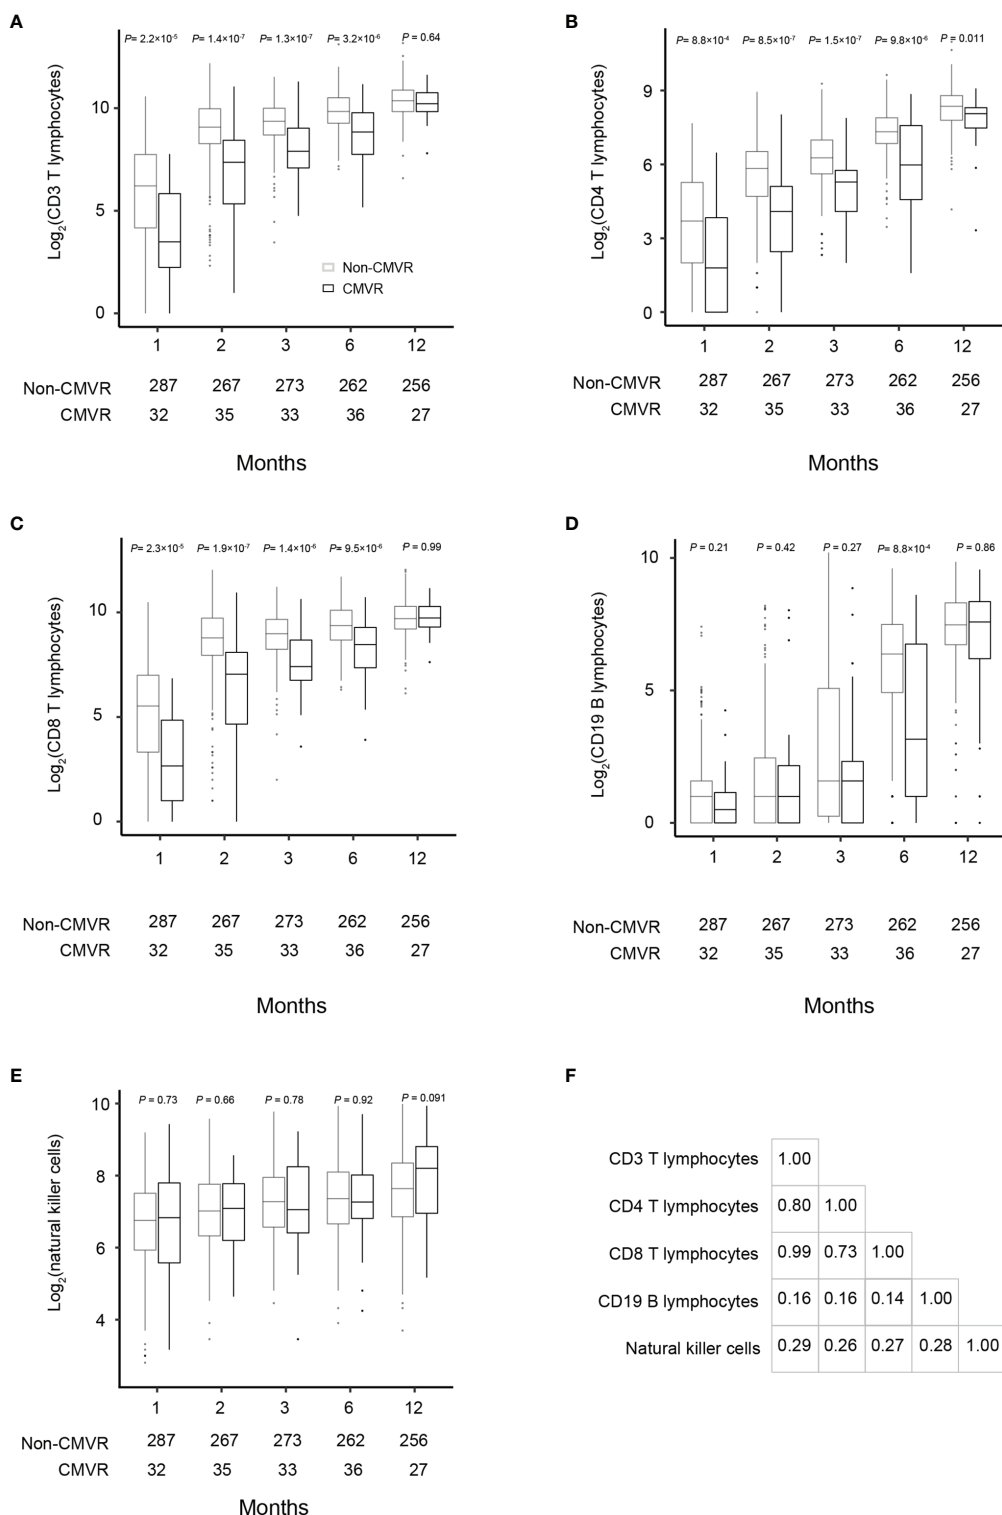 A
P= 2.2×10-5 P= 1.4×10-7 P= 1.3×10-7 P= 3.2×10-6 P = 0.64
Log2(CD3 T lymphocytes)
10
5
0
Non-CMVR
CMVR
1 2 3 6 12
Non-CMVR 287 267 273 262 256
CMVR 32 35 33 36 27
Months
B
P= 8.8×10-4 P= 8.5×10-7 P= 1.5×10-7 P= 9.8×10-6 P = 0.011
Log2(CD4 T lymphocytes)
9
6
3
0
1 2 3 6 12
Non-CMVR 287 267 273 262 256
CMVR 32 35 33 36 27
Months
C
P= 2.3×10-5 P= 1.9×10-7 P= 1.4×10-6 P= 9.5×10-6 P = 0.99
Log2(CD8 T lymphocytes)
10
5
0
1 2 3 6 12
Non-CMVR 287 267 273 262 256
CMVR 32 35 33 36 27
Months
D
P = 0.21 P = 0.42 P = 0.27 P= 8.8×10-4 P = 0.86
Log2(CD19 B lymphocytes)
10
5
0
1 2 3 6 12
Non-CMVR 287 267 273 262 256
CMVR 32 35 33 36 27
Months
E
P = 0.73 P = 0.66 P = 0.78 P = 0.92 P = 0.091
Log2(natural killer cells)
10
8
6
4
1 2 3 6 12
Non-CMVR 287 267 273 262 256
CMVR 32 35 33 36 27
Months
F
CD3 T lymphocytes 1.00
CD4 T lymphocytes 0.80 1.00
CD8 T lymphocytes 0.99 0.73 1.00
CD19 B lymphocytes 0.16 0.16 0.14 1.00
Natural killer cells 0.29 0.26 0.27 0.28 1.00